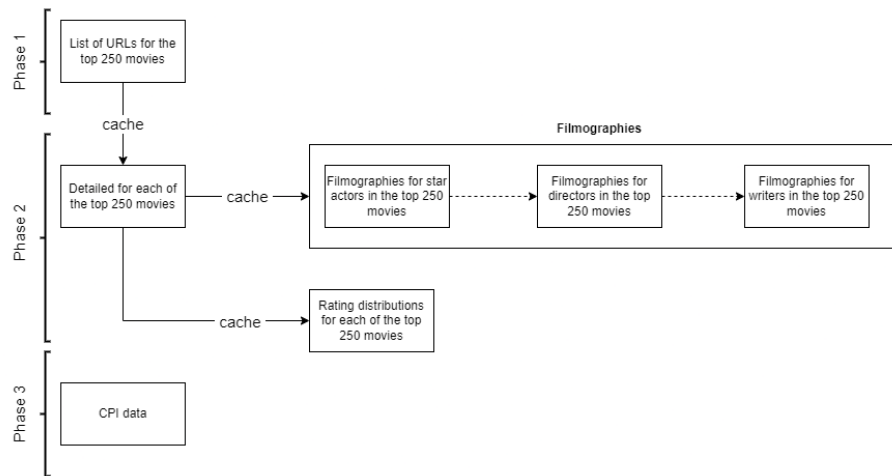 Phase 1
List of URLs for the
top 250 movies
cache
Phase 2
Detailed for each of
the top 250 movies
cache
Filmographies
Filmographies for star
actors in the top 250
movies
Filmographies for
directors in the top
250 movies
Filmographies for
writers in the top 250
movies
cache
Rating distributions
for each of the top
250 movies
Phase 3
CPI data